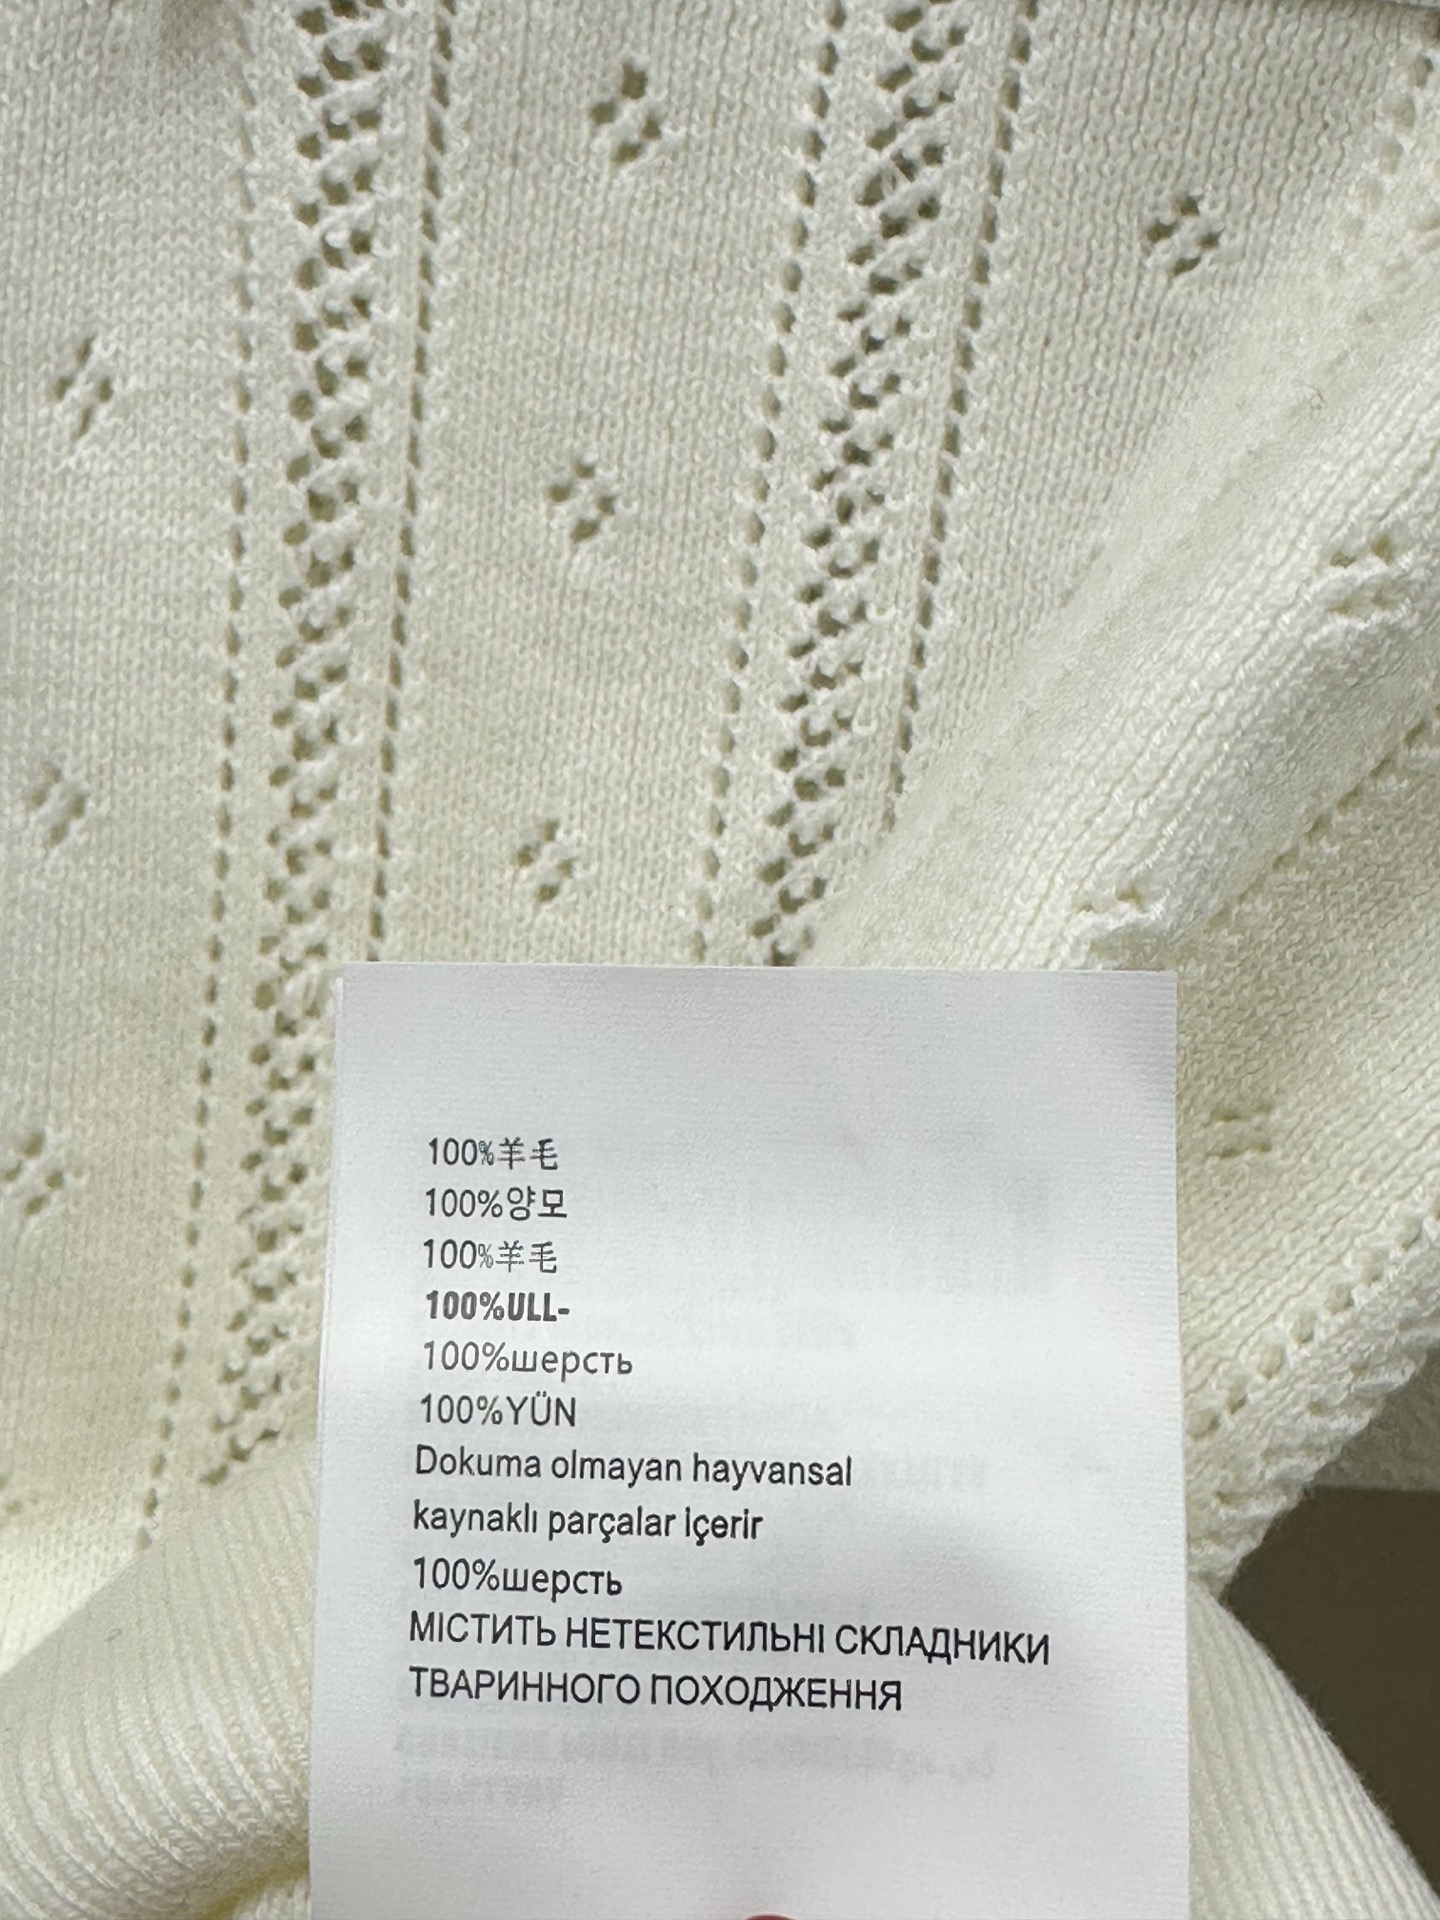 100%羊毛
100%양모
100%羊毛
100%ULL-
100%шерсть
100%YÜN
Dokuma olmayan hayvansal
kaynaklı parçalar içerir
100%шерсть
МІСТИТЬ НЕТЕКСТИЛЬНІ СКЛАДНИКИ
ТВАРИННОГО ПОХОДЖЕННЯ